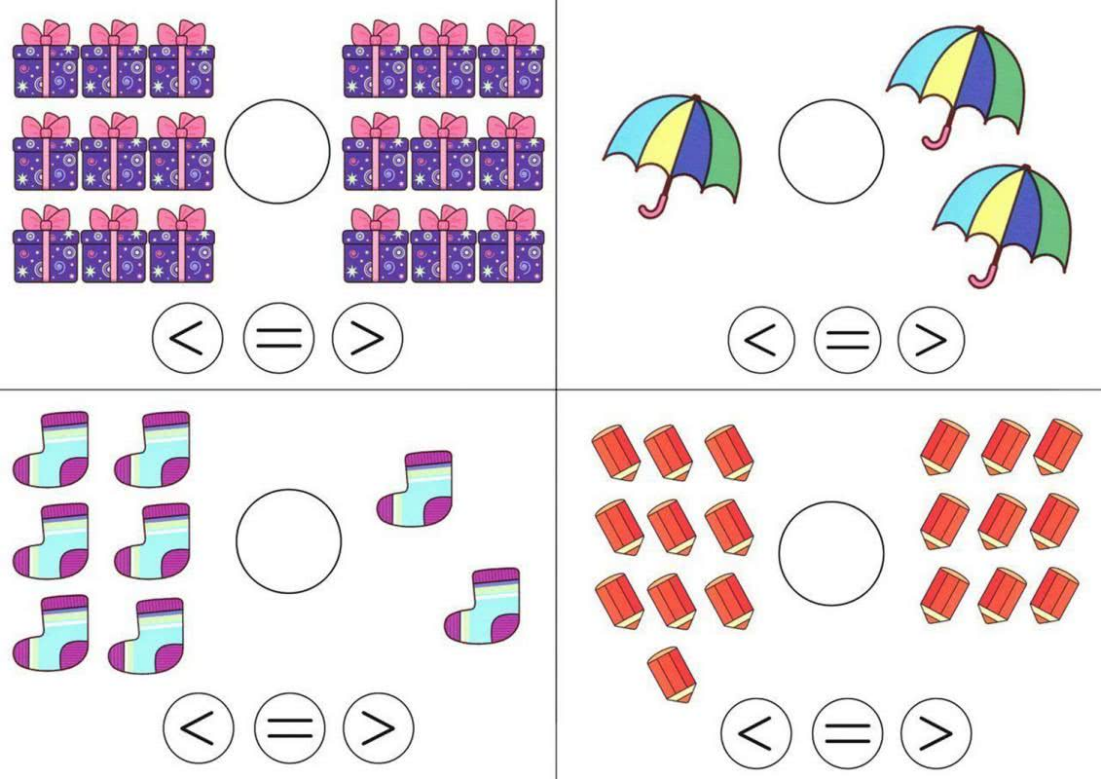 < = >
< = >
< = >
< = >